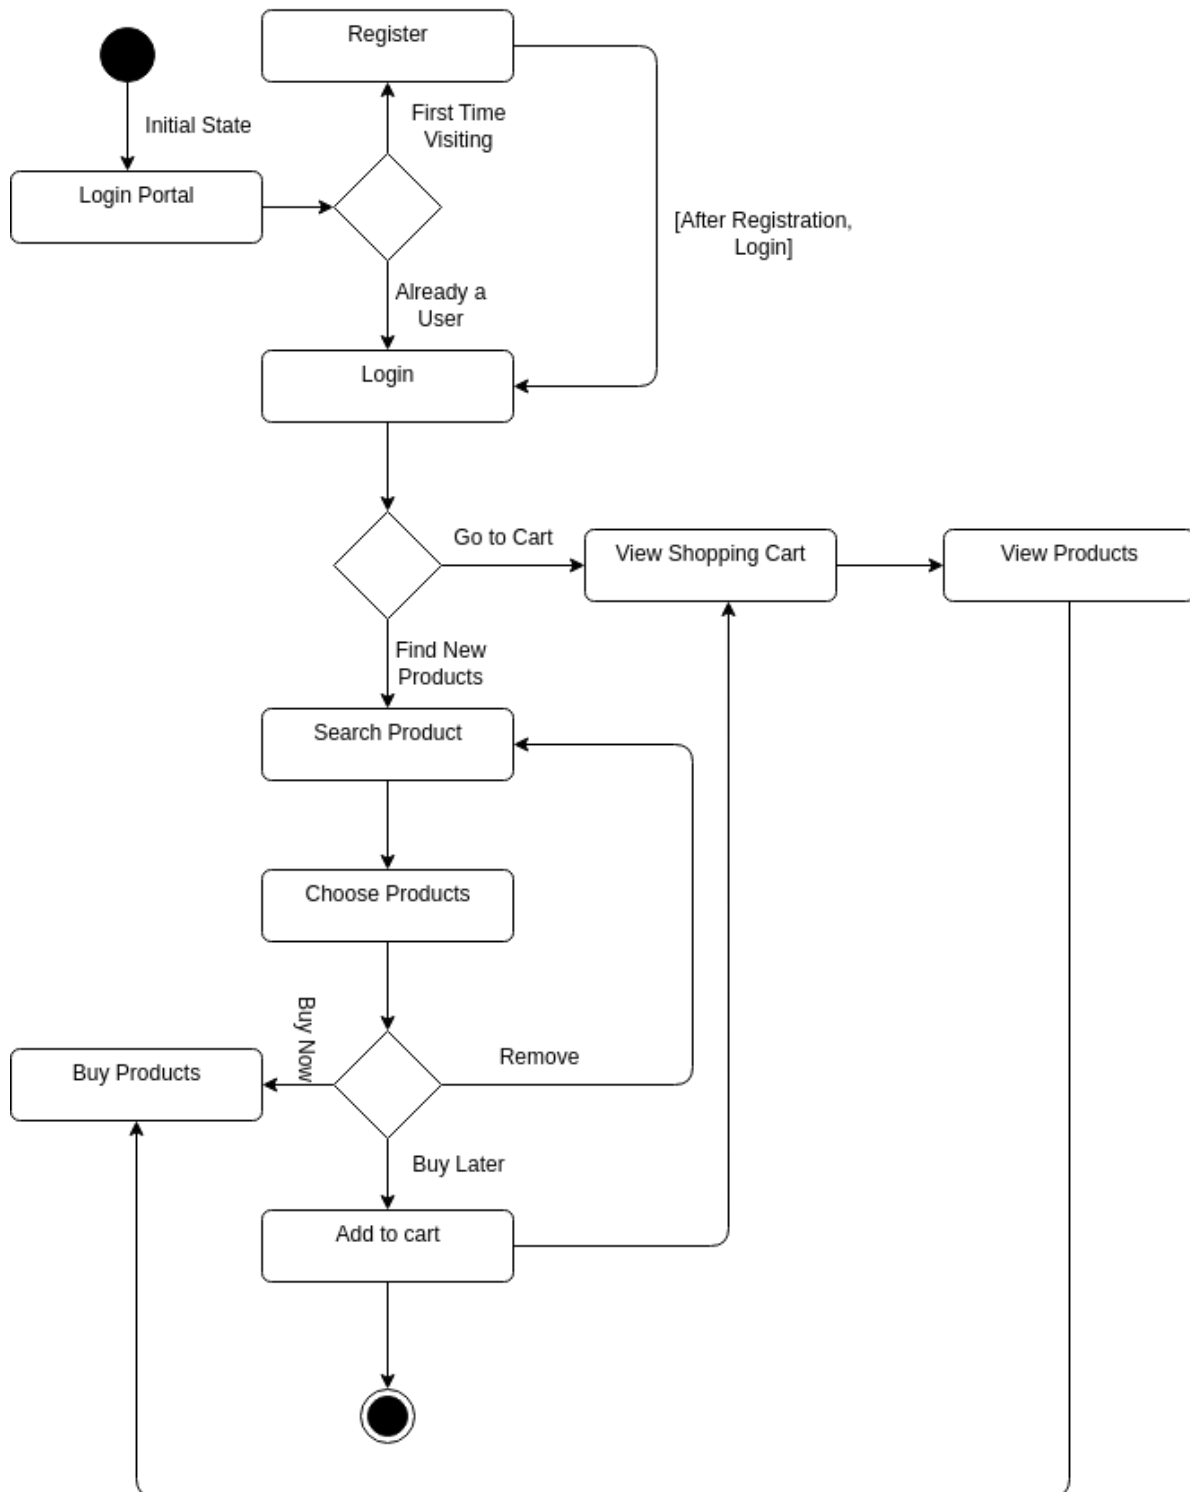 Register
First Time
Visiting
Initial State
Login Portal
[After Registration,
Login]
Already a
User
Login
Go to Cart
View Shopping Cart
View Products
Find New
Products
Search Product
Choose Products
Buy Now
Remove
Buy Products
Buy Later
Add to cart